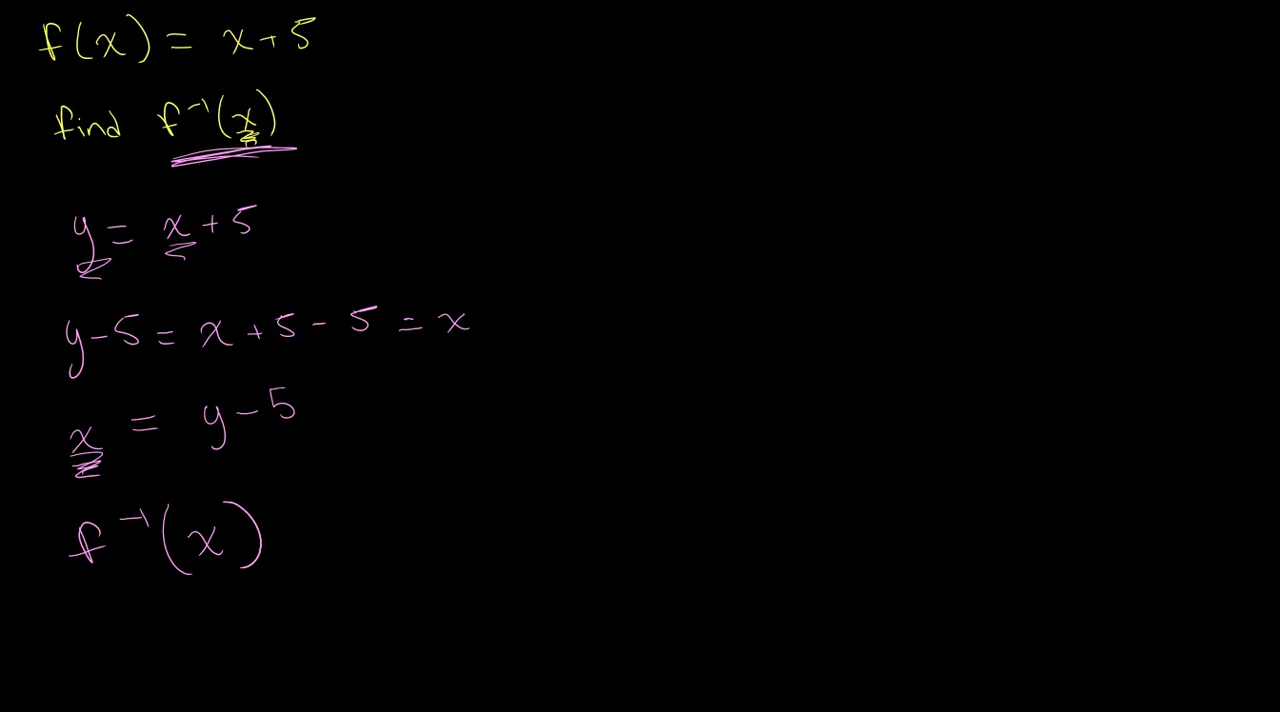 f(x) = x + 5
find f⁻¹(x)
y = x + 5
y - 5 = x + 5 - 5 = x
x = y - 5
f⁻¹(x)